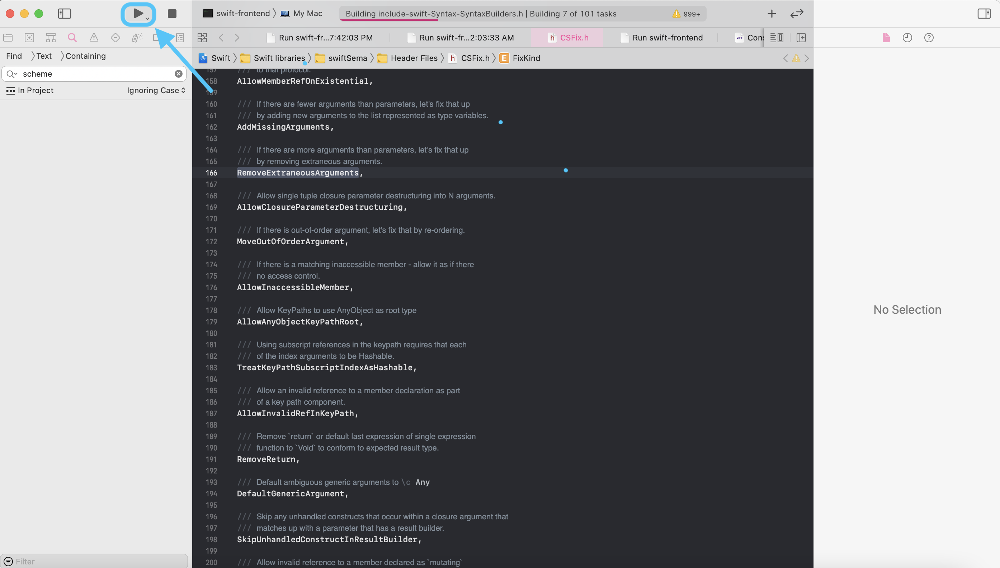 swift-frontend 〉 My Mac
Building include-swift-Syntax-SyntaxBuilders.h | Building 7 of 101 tasks
999+
Run swift-fr...7:42:03 PM
Run swift-fr...2:03:33 AM
h CSFix.h
Run swift-frontend
C++ Cons
Find 〉 Text 〉 Containing
Swift 〉 Swift libraries 〉 swiftSema 〉 Header Files 〉 h CSFix.h 〉 E FixKind
scheme
In Project
Ignoring Case
157 /// to that protocol.
158 AllowMemberRefOnExistential,
159
160 /// If there are fewer arguments than parameters, let's fix that up
161 /// by adding new arguments to the list represented as type variables.
162 AddMissingArguments,
163
164 /// If there are more arguments than parameters, let's fix that up
165 /// by removing extraneous arguments.
166 RemoveExtraneousArguments,
167
168 /// Allow single tuple closure parameter destructuring into N arguments.
169 AllowClosureParameterDestructuring,
170
171 /// If there is out-of-order argument, let's fix that by re-ordering.
172 MoveOutOfOrderArgument,
173
174 /// If there is a matching inaccessible member - allow it as if there
175 /// no access control.
176 AllowInaccessibleMember,
177
178 /// Allow KeyPaths to use AnyObject as root type
179 AllowAnyObjectKeyPathRoot,
180
181 /// Using subscript references in the keypath requires that each
182 /// of the index arguments to be Hashable.
183 TreatKeyPathSubscriptIndexAsHashable,
184
185 /// Allow an invalid reference to a member declaration as part
186 /// of a key path component.
187 AllowInvalidRefInKeyPath,
188
189 /// Remove `return` or default last expression of single expression
190 /// function to `Void` to conform to expected result type.
191 RemoveReturn,
192
193 /// Default ambiguous generic arguments to \c Any
194 DefaultGenericArgument,
195
196 /// Skip any unhandled constructs that occur within a closure argument that
197 /// matches up with a parameter that has a result builder.
198 SkipUnhandledConstructInResultBuilder,
199
200 /// Allow invalid reference to a member declared as `mutating`
No Selection
Filter